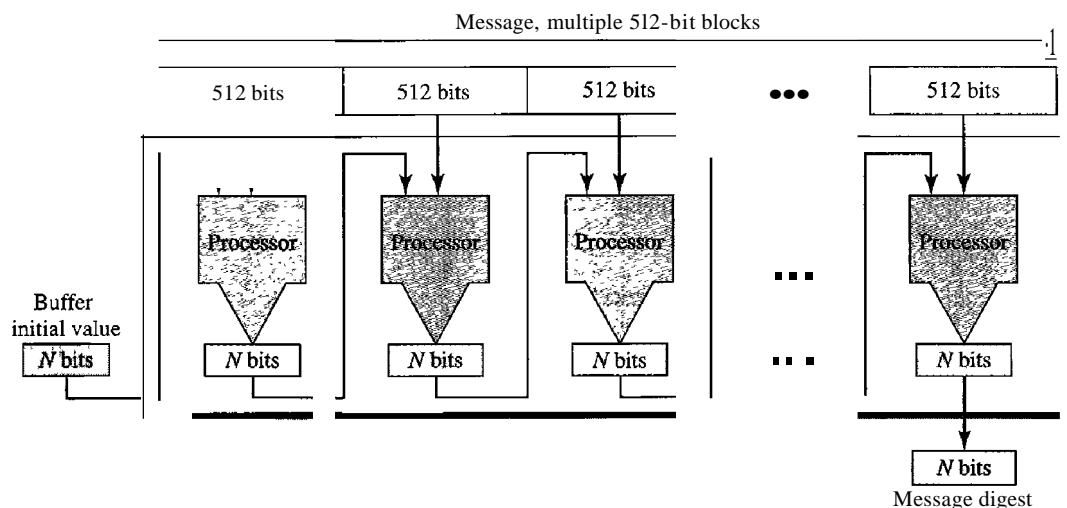 Message, multiple 5l2-bit blocks
512 bits 512 bits 512 bits 512 bits
Processor Processor Processor Processor
Buffer
initial value
N bits N bits N bits N bits N bits
N bits
Message digest